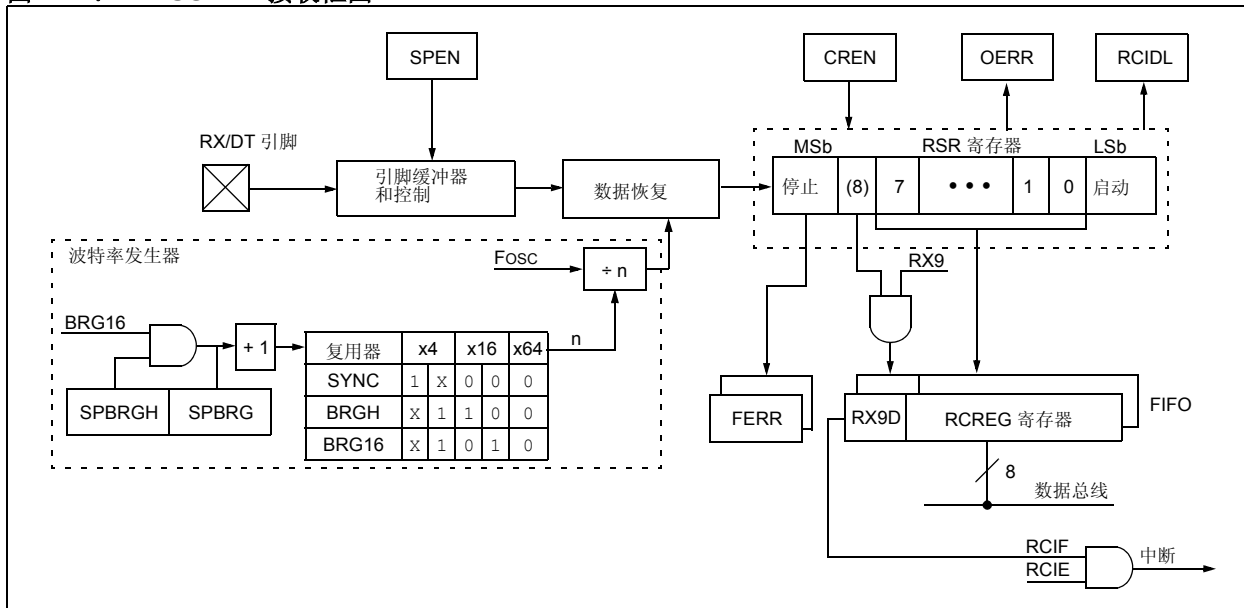 SPEN
CREN
OERR
RCIDL
RX/DT 引脚
MSb
RSR 寄存器
LSb
引脚缓冲器
和控制
数据恢复
停止 (8) 7 • • • 1 0 启动
波特率发生器
FOSC
÷ n
RX9
BRG16
+ 1
n
复用器 x4 x16 x64
SYNC 1 X 0 0 0
BRGH X 1 1 0 0
BRG16 X 1 0 1 0
SPBRGH SPBRG
FERR
RX9D RCREG 寄存器
FIFO
8
数据总线
RCIF
RCIE
中断